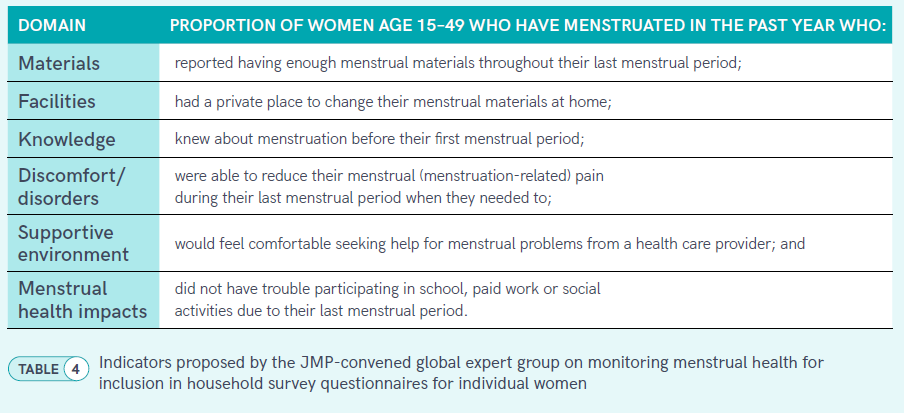 DOMAIN PROPORTION OF WOMEN AGE 15–49 WHO HAVE MENSTRUATED IN THE PAST YEAR WHO:
Materials reported having enough menstrual materials throughout their last menstrual period;
Facilities had a private place to change their menstrual materials at home;
Knowledge knew about menstruation before their first menstrual period;
Discomfort/
disorders
were able to reduce their menstrual (menstruation-related) pain
during their last menstrual period when they needed to;
Supportive
environment
would feel comfortable seeking help for menstrual problems from a health care provider; and
Menstrual
health impacts
did not have trouble participating in school, paid work or social
activities due to their last menstrual period.
TABLE 4 Indicators proposed by the JMP-convened global expert group on monitoring menstrual health for
inclusion in household survey questionnaires for individual women